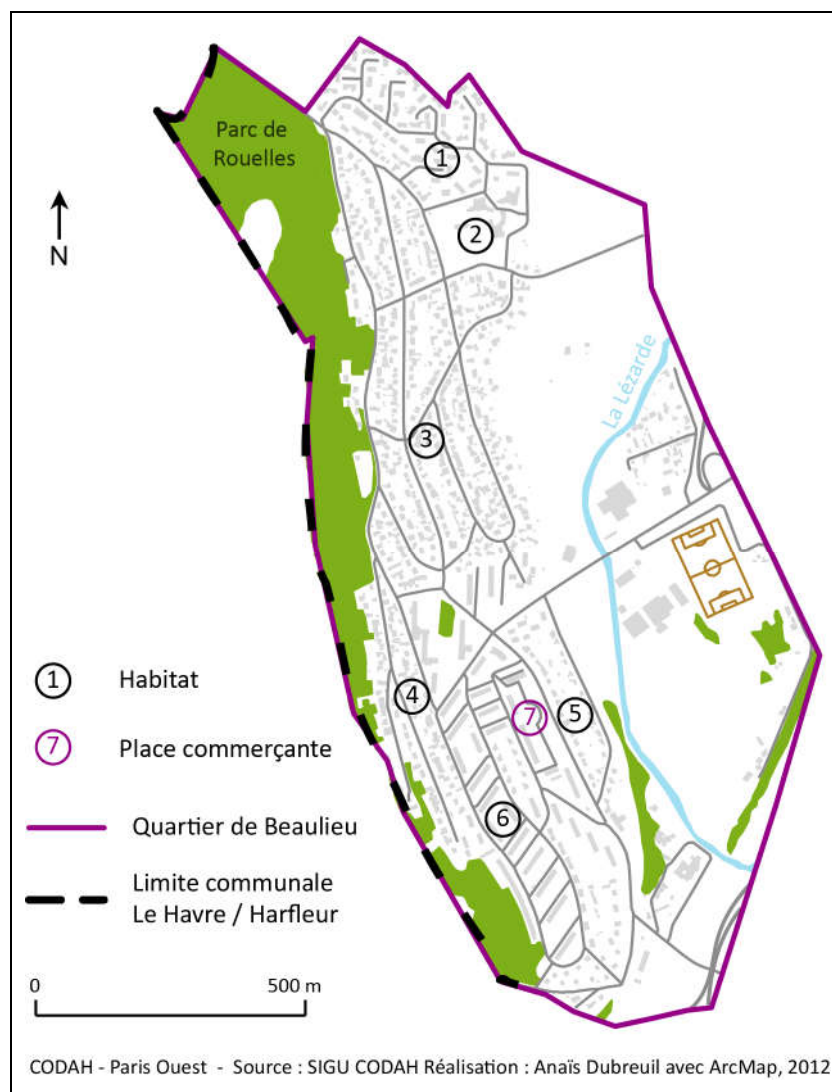 Parc de
Rouelles
N
1
2
La Lézarde
3
4
7
5
6
1 Habitat
7 Place commerçante
Quartier de Beaulieu
Limite communale
Le Havre / Harfleur
0 500 m
CODAH - Paris Ouest - Source : SIGU CODAH Réalisation : Anaïs Dubreuil avec ArcMap, 2012